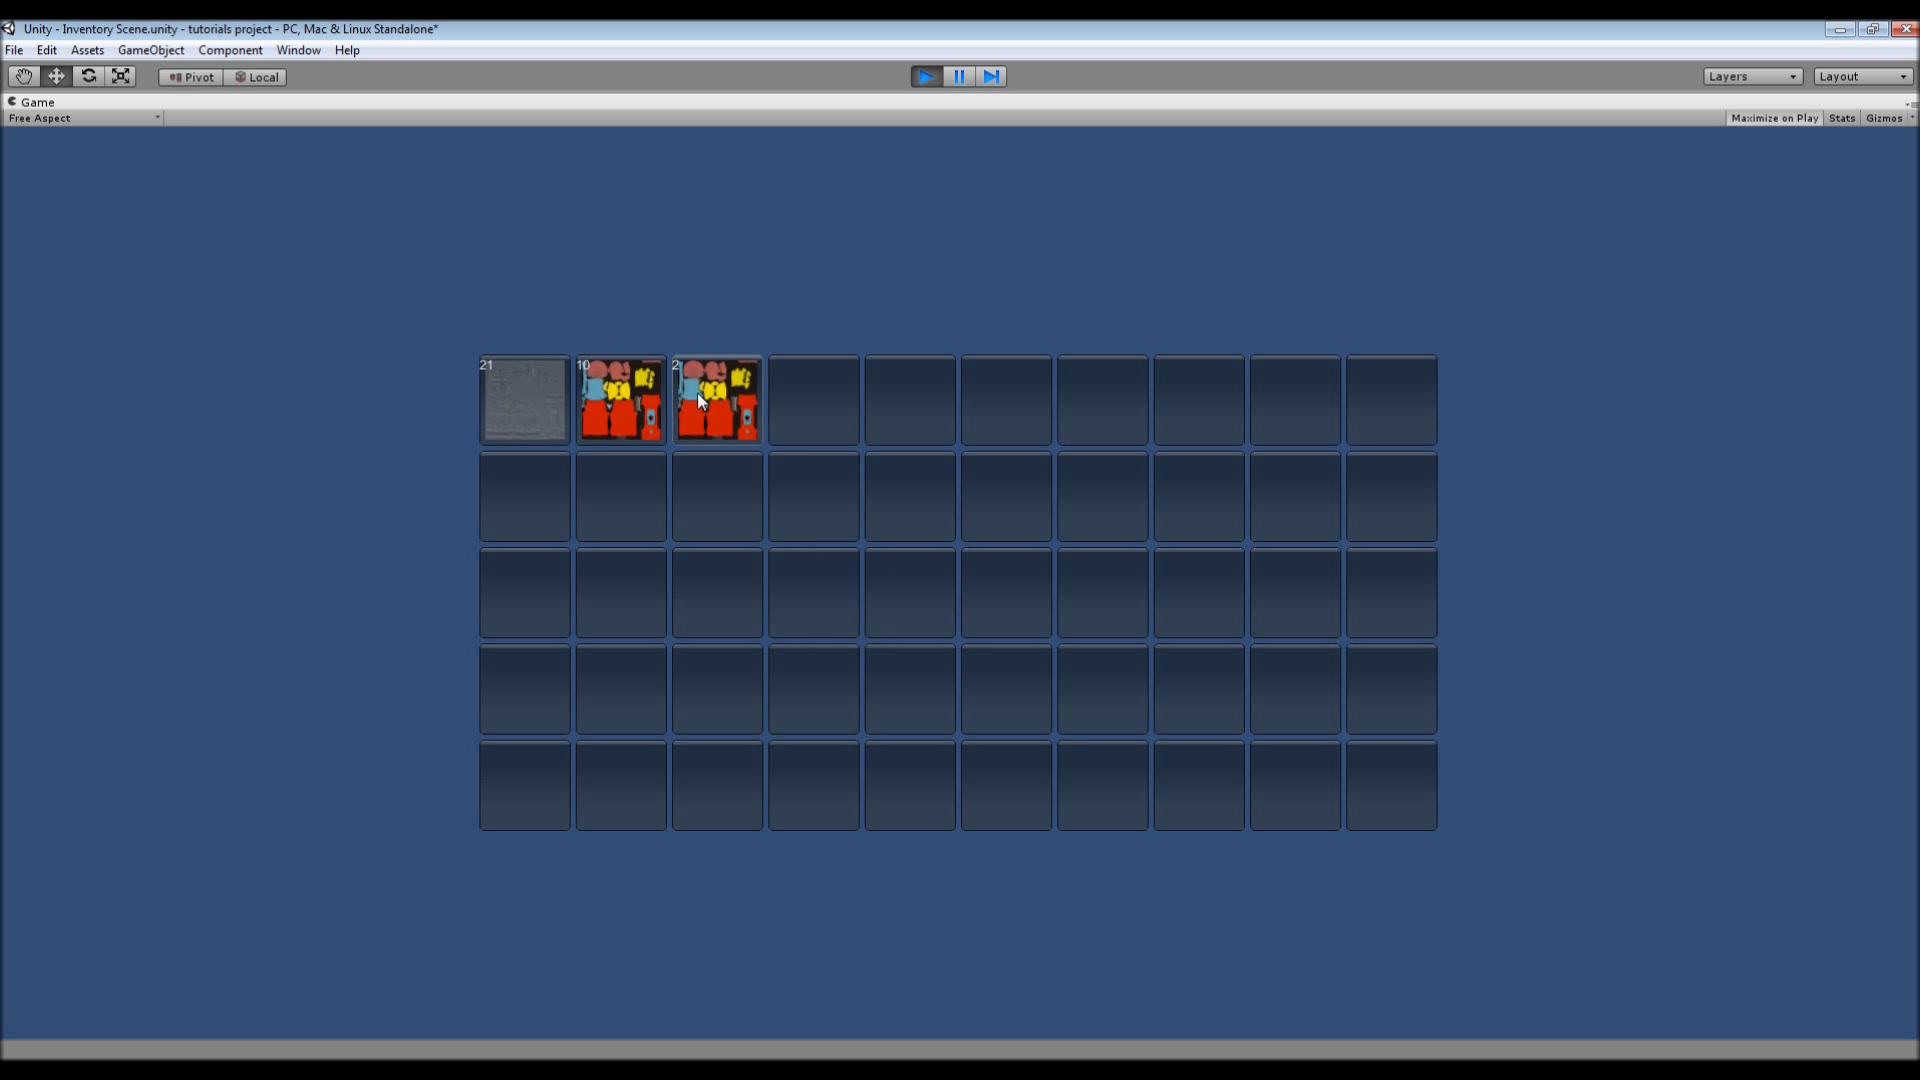 Unity - Inventory Scene.unity - tutorials project - PC, Mac & Linux Standalone*
File Edit Assets GameObject Component Window Help
Pivot Local Layers Layout
Game
Free Aspect Maximize on Play Stats Gizmos
21 10 2